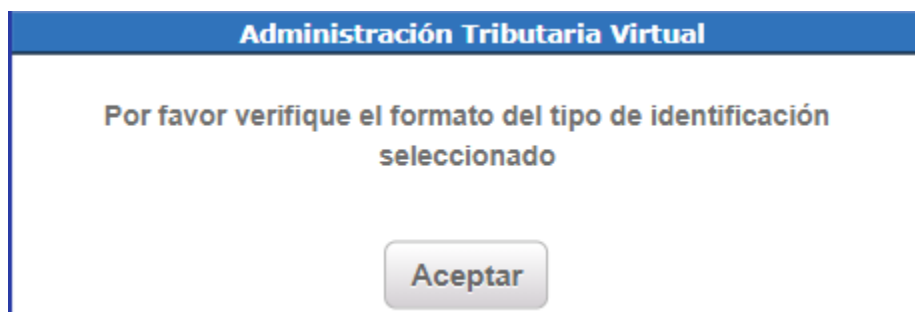 Administración Tributaria Virtual
Por favor verifique el formato del tipo de identificación
seleccionado
Aceptar